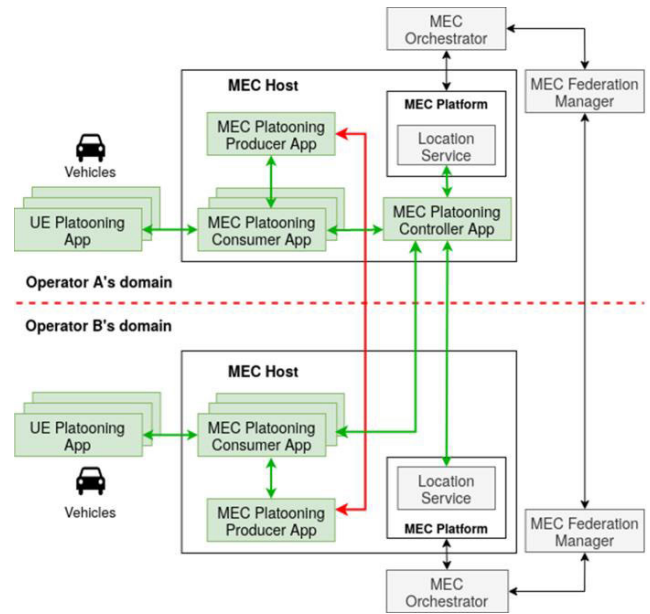 MEC
Orchestrator
MEC Host
MEC Platform
MEC Federation
Manager
MEC Platooning
Producer App
Location
Service
Vehicles
UE Platooning
App
MEC Platooning
Consumer App
MEC Platooning
Controller App
Operator A's domain
Operator B's domain
MEC Host
UE Platooning
App
MEC Platooning
Consumer App
Location
Service
Vehicles
MEC Platooning
Producer App
MEC Platform
MEC Federation
Manager
MEC
Orchestrator